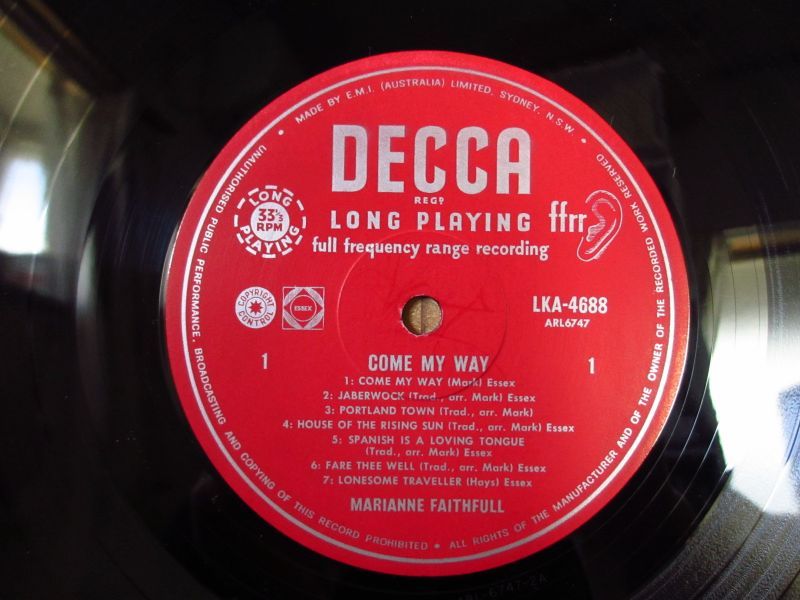 MADE BY E.M.I. (AUSTRALIA) LIMITED, SYDNEY, N.S.W. •
UNAUTHORISED PUBLIC PERFORMANCE, BROADCASTING AND COPYING OF THIS RECORD PROHIBITED • ALL RIGHTS OF THE MANUFACTURER AND OF THE OWNER OF THE RECORDED WORK RESERVED
DECCA
REGD
LONG PLAYING
LONG
33⅓
RPM
PLAYING
ffrr
full frequency range recording
COPYRIGHT CONTROL
ESSEX
LKA-4688
ARL6747
1
1
COME MY WAY
1: COME MY WAY (Mark) Essex
2: JABERWOCK (Trad., arr. Mark) Essex
3: PORTLAND TOWN (Trad., arr. Mark)
4: HOUSE OF THE RISING SUN (Trad., arr. Mark) Essex
5: SPANISH IS A LOVING TONGUE
(Trad., arr. Mark) Essex
6: FARE THEE WELL (Trad., arr. Mark) Essex
7: LONESOME TRAVELLER (Hays) Essex
MARIANNE FAITHFULL